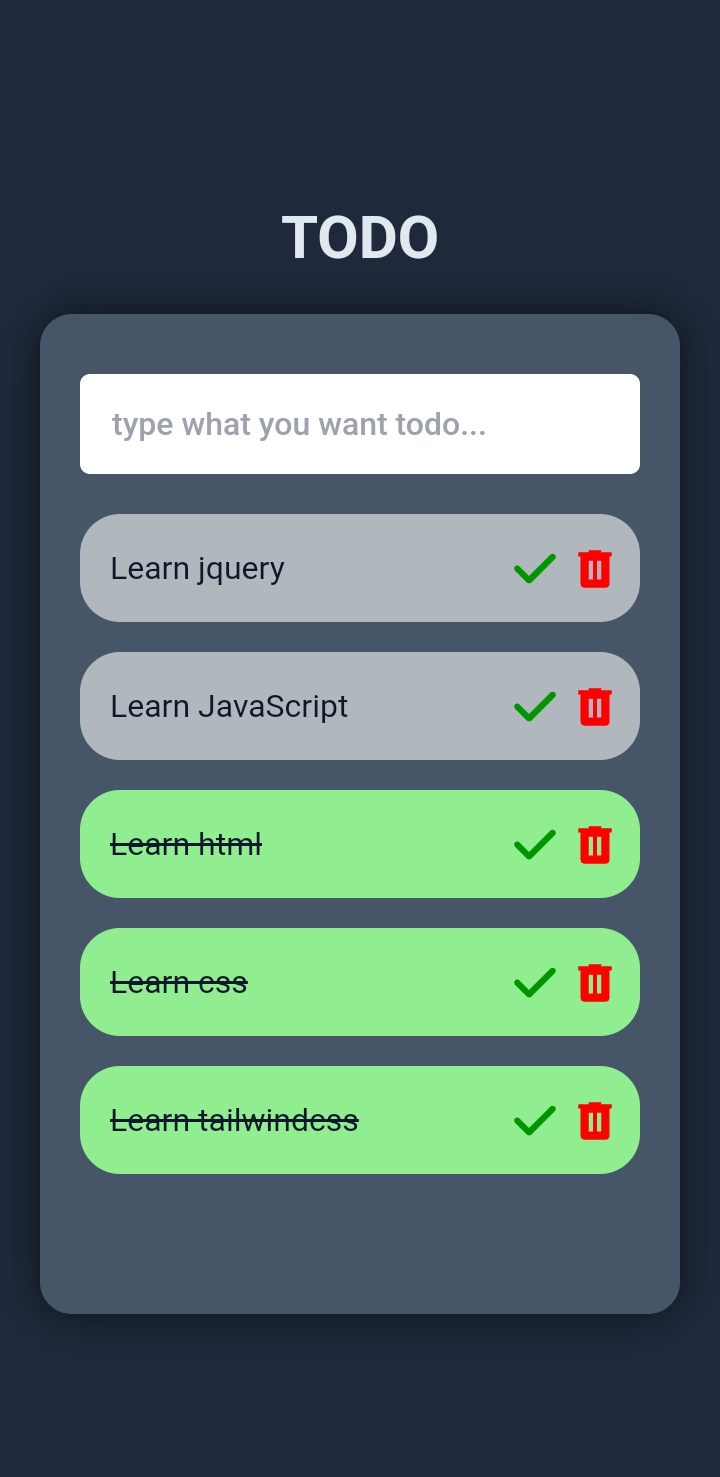 TODO
type what you want todo...
Learn jquery
Learn JavaScript
Learn html
Learn css
Learn tailwindcss